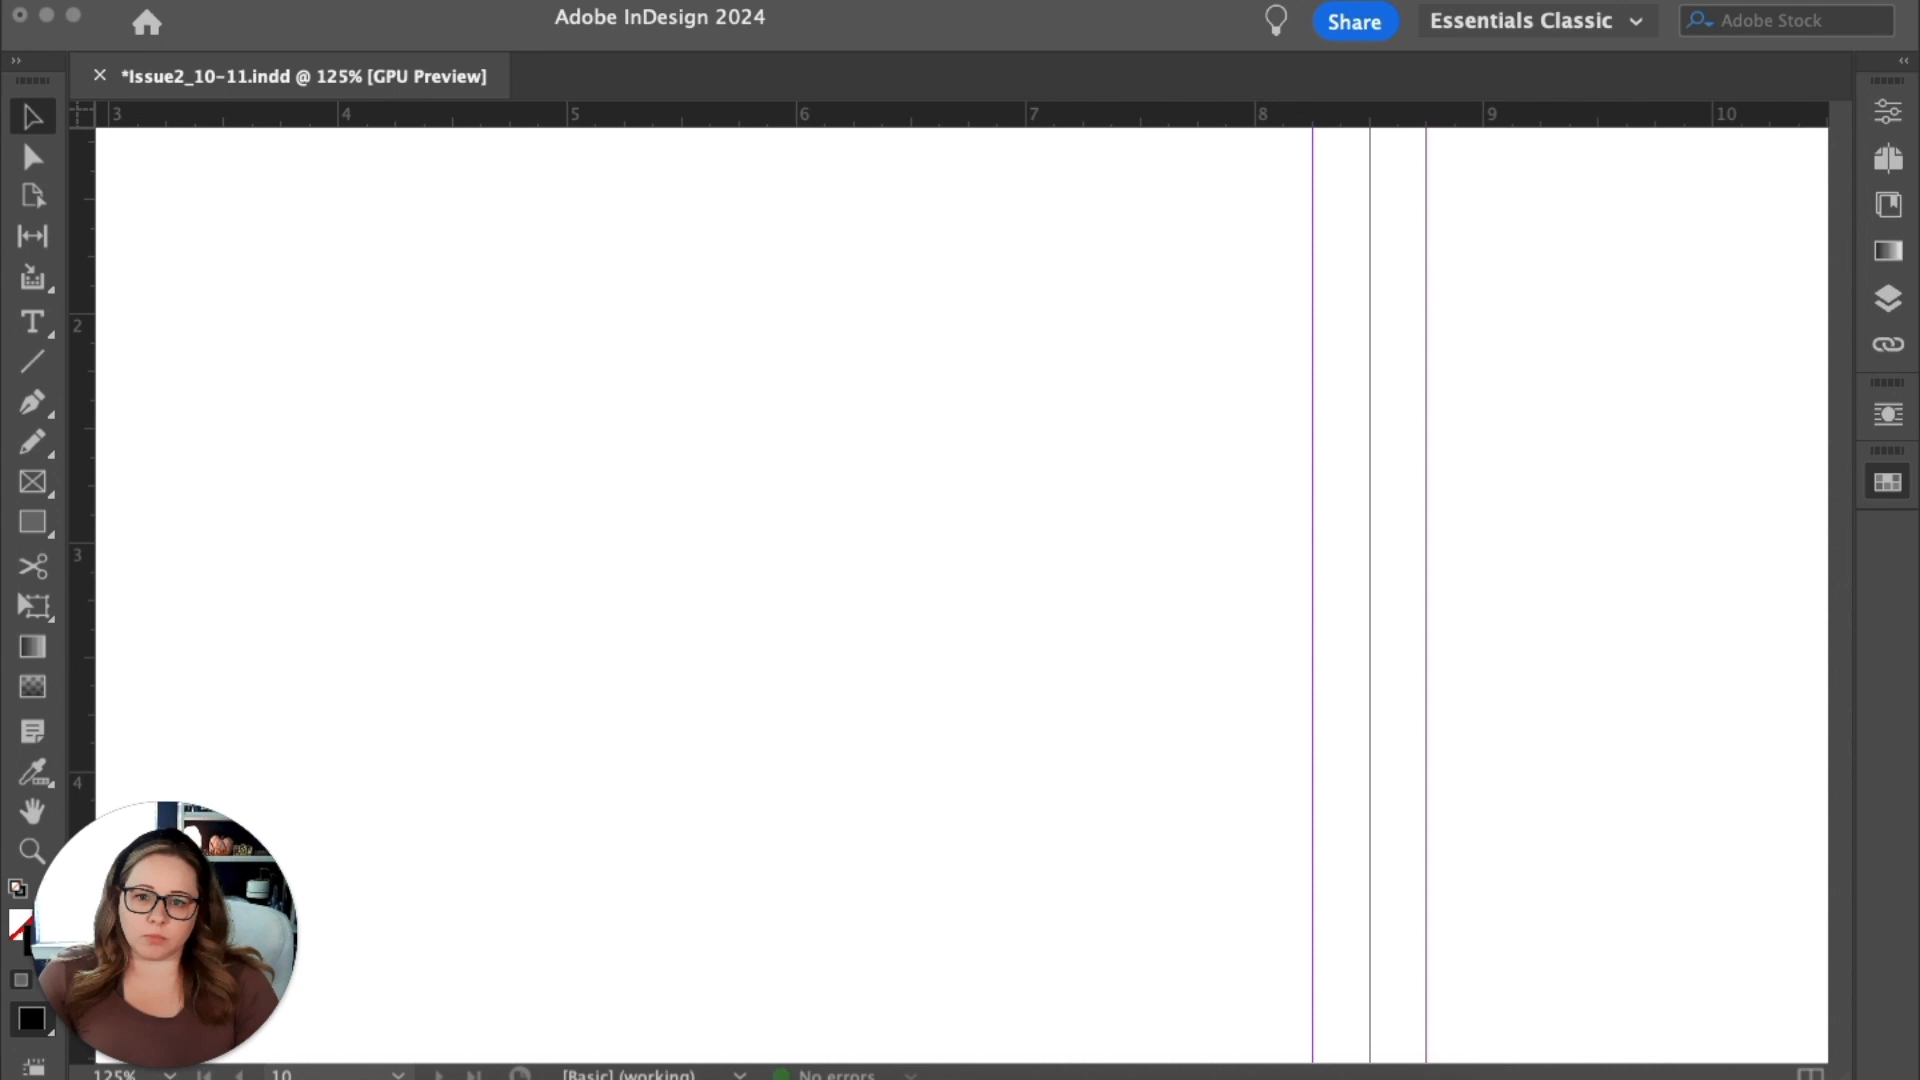 Adobe InDesign 2024
Share
Essentials Classic
Adobe Stock
*Issue2_10-11.indd @ 125% [GPU Preview]
3 4 5 6 7 8 9 10
2
3
4
125% 10 [Basic] (working) No errors